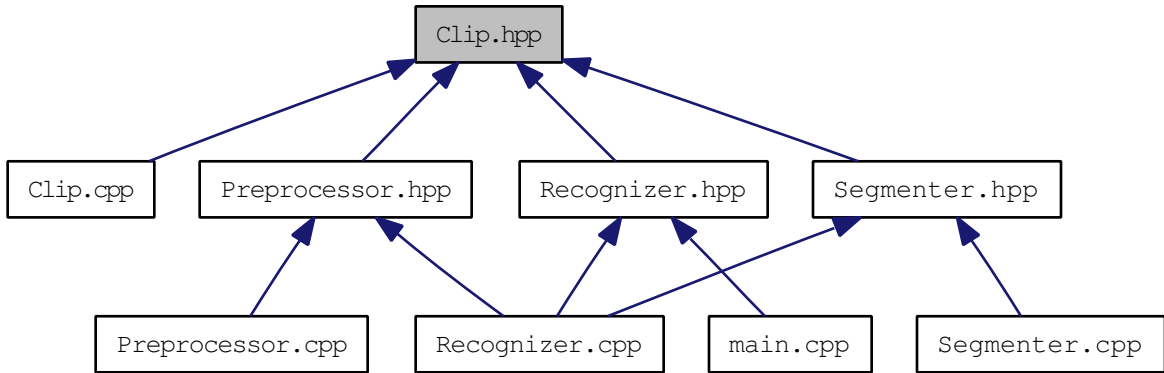 Clip.hpp
Clip.cpp
Preprocessor.hpp
Recognizer.hpp
Segmenter.hpp
Preprocessor.cpp
Recognizer.cpp
main.cpp
Segmenter.cpp